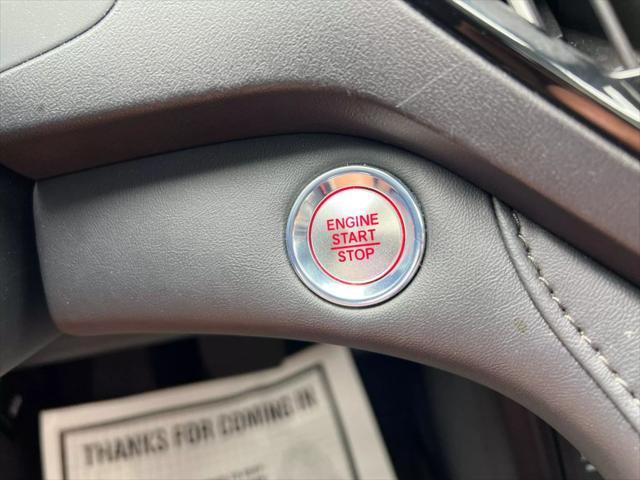 ENGINE
START
STOP
THANKS FOR COMING IN